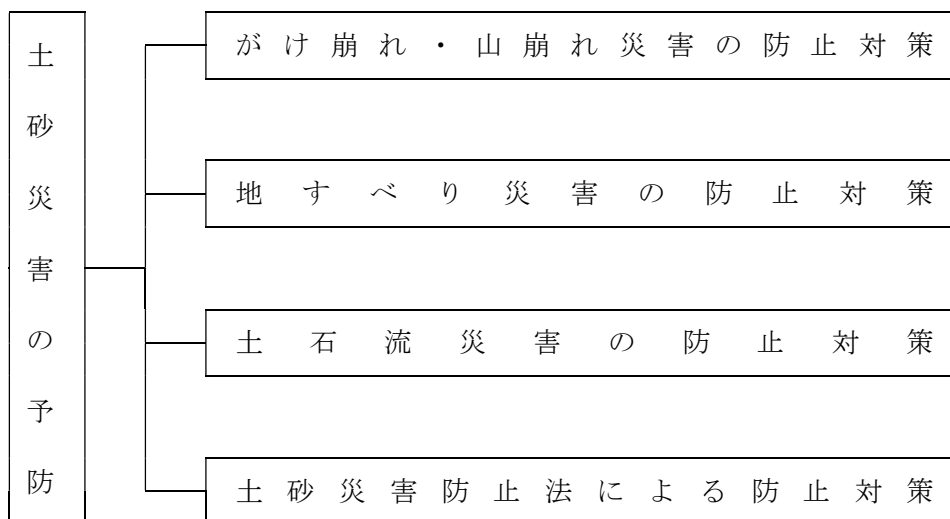 土砂災害の予防
がけ崩れ・山崩れ災害の防止対策
地すべり災害の防止対策
土石流災害の防止対策
土砂災害防止法による防止対策